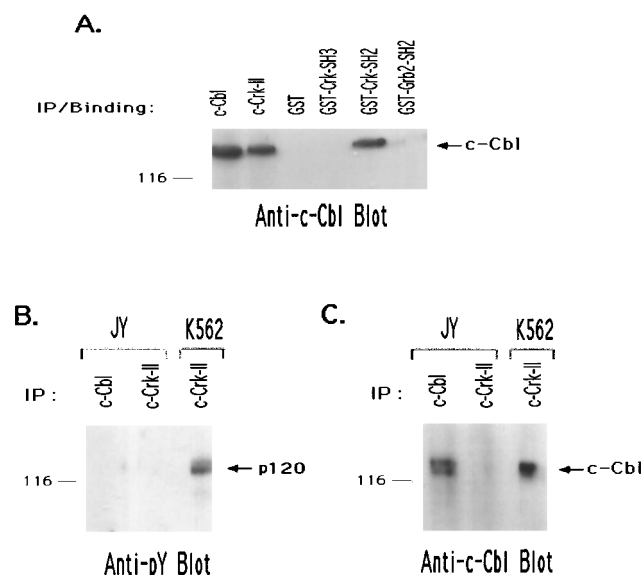 A.
IP/Binding:
c-Cbl
c-Crk-II
GST
GST-Crk-SH3
GST-Crk-SH2
GST-Grb2-SH2
c-Cbl
116
Anti-c-Cbl Blot
B.
JY
K562
IP :
c-Cbl
c-Crk-II
c-Crk-II
p120
116
Anti-pY Blot
C.
JY
K562
IP :
c-Cbl
c-Crk-II
c-Crk-II
c-Cbl
116
Anti-c-Cbl Blot